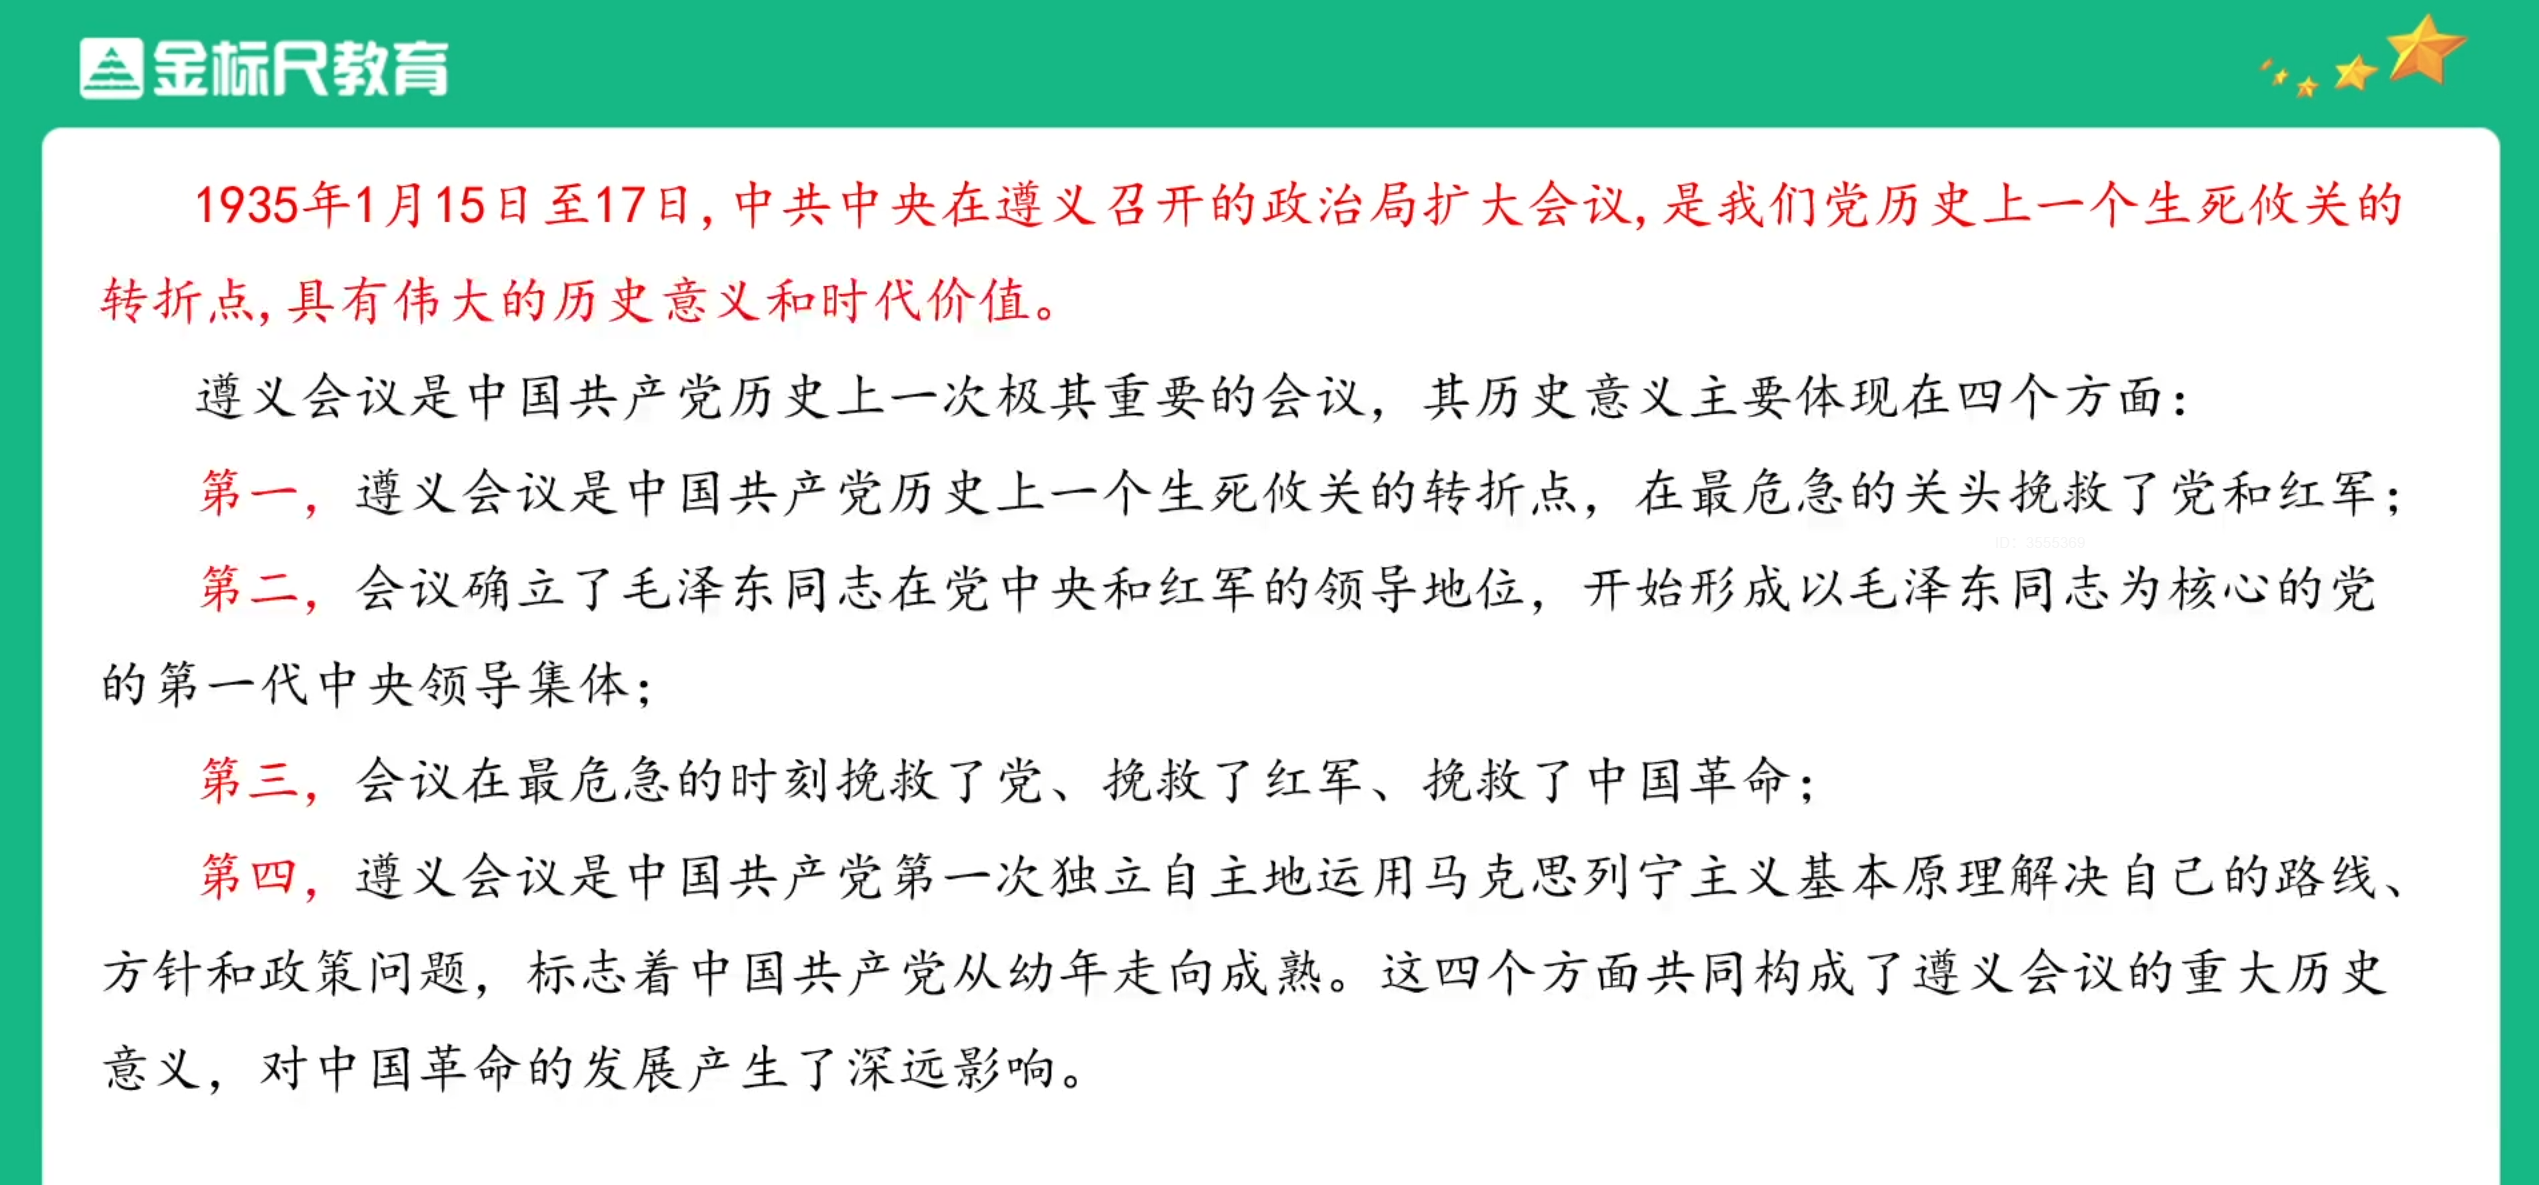 金标尺教育
1935年1月15日至17日,中共中央在遵义召开的政治局扩大会议,是我们党历史上一个生死攸关的
转折点,具有伟大的历史意义和时代价值。
遵义会议是中国共产党历史上一次极其重要的会议，其历史意义主要体现在四个方面：
第一，遵义会议是中国共产党历史上一个生死攸关的转折点，在最危急的关头挽救了党和红军；
ID：3555369
第二，会议确立了毛泽东同志在党中央和红军的领导地位，开始形成以毛泽东同志为核心的党
的第一代中央领导集体；
第三，会议在最危急的时刻挽救了党、挽救了红军、挽救了中国革命；
第四，遵义会议是中国共产党第一次独立自主地运用马克思列宁主义基本原理解决自己的路线、
方针和政策问题，标志着中国共产党从幼年走向成熟。这四个方面共同构成了遵义会议的重大历史
意义，对中国革命的发展产生了深远影响。